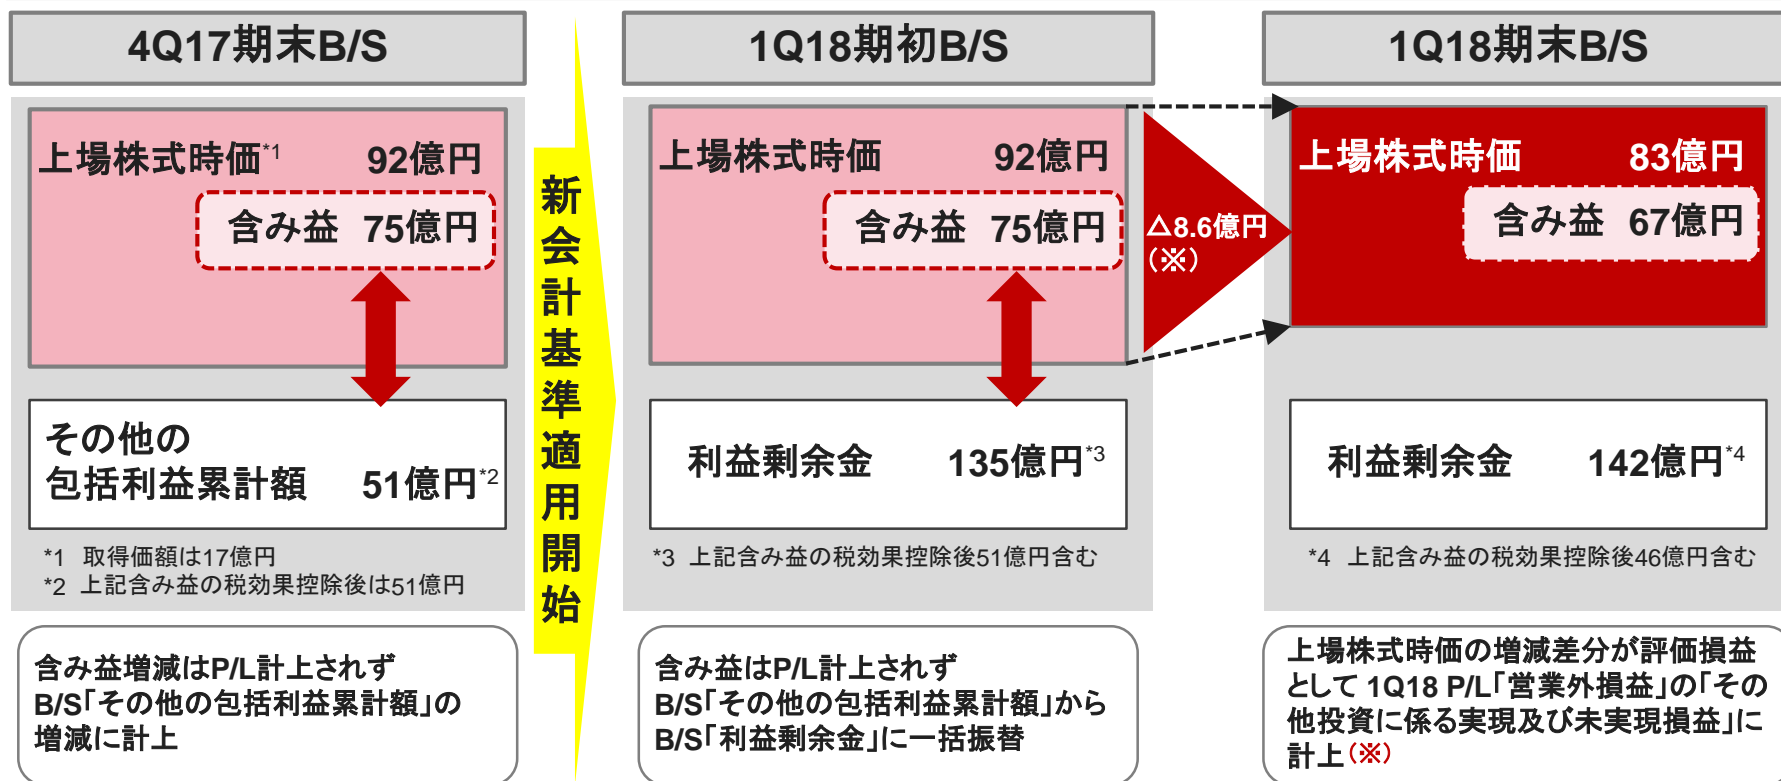 4Q17期末B/S
上場株式時価*1 92億円
含み益 75億円
その他の
包括利益累計額 51億円*2
*1 取得価額は17億円
*2 上記含み益の税効果控除後は51億円
含み益増減はP/L計上されず
B/S「その他の包括利益累計額」の
増減に計上
新会計基準適用開始
1Q18期初B/S
上場株式時価 92億円
含み益 75億円
利益剰余金 135億円*3
*3 上記含み益の税効果控除後51億円含む
含み益はP/L計上されず
B/S「その他の包括利益累計額」から
B/S「利益剰余金」に一括振替
△8.6億円
(※)
1Q18期末B/S
上場株式時価 83億円
含み益 67億円
利益剰余金 142億円*4
*4 上記含み益の税効果控除後46億円含む
上場株式時価の増減差分が評価損益
として 1Q18 P/L「営業外損益」の「その
他投資に係る実現及び未実現損益」に
計上(※)